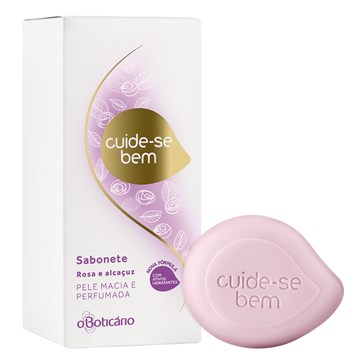 cuide-se
bem
Sabonete
Rosa e alcaçuz
PELE MACIA E
PERFUMADA
NOVA FÓRMULA
COM
ATIVOS
HIDRATANTES
oBoticário
cuide-se
bem